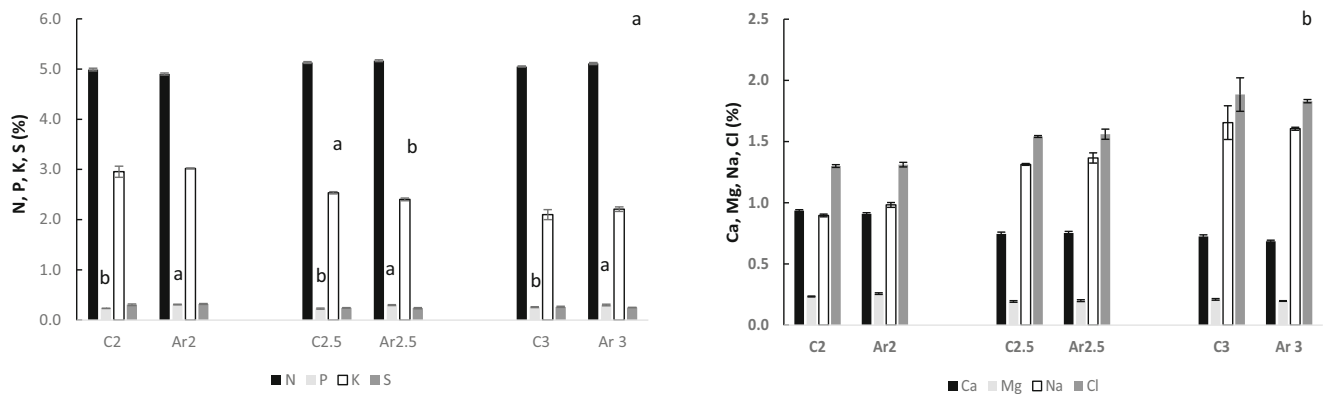 a
N, P, K, S (%)
6.0
5.0
4.0
3.0
2.0
1.0
0.0
a
b
b
a
b
a
b
a
C2
Ar2
C2.5
Ar2.5
C3
Ar 3
N
P
K
S
b
Ca, Mg, Na, Cl (%)
2.5
2.0
1.5
1.0
0.5
0.0
C2
Ar2
C2.5
Ar2.5
C3
Ar 3
Ca
Mg
Na
Cl